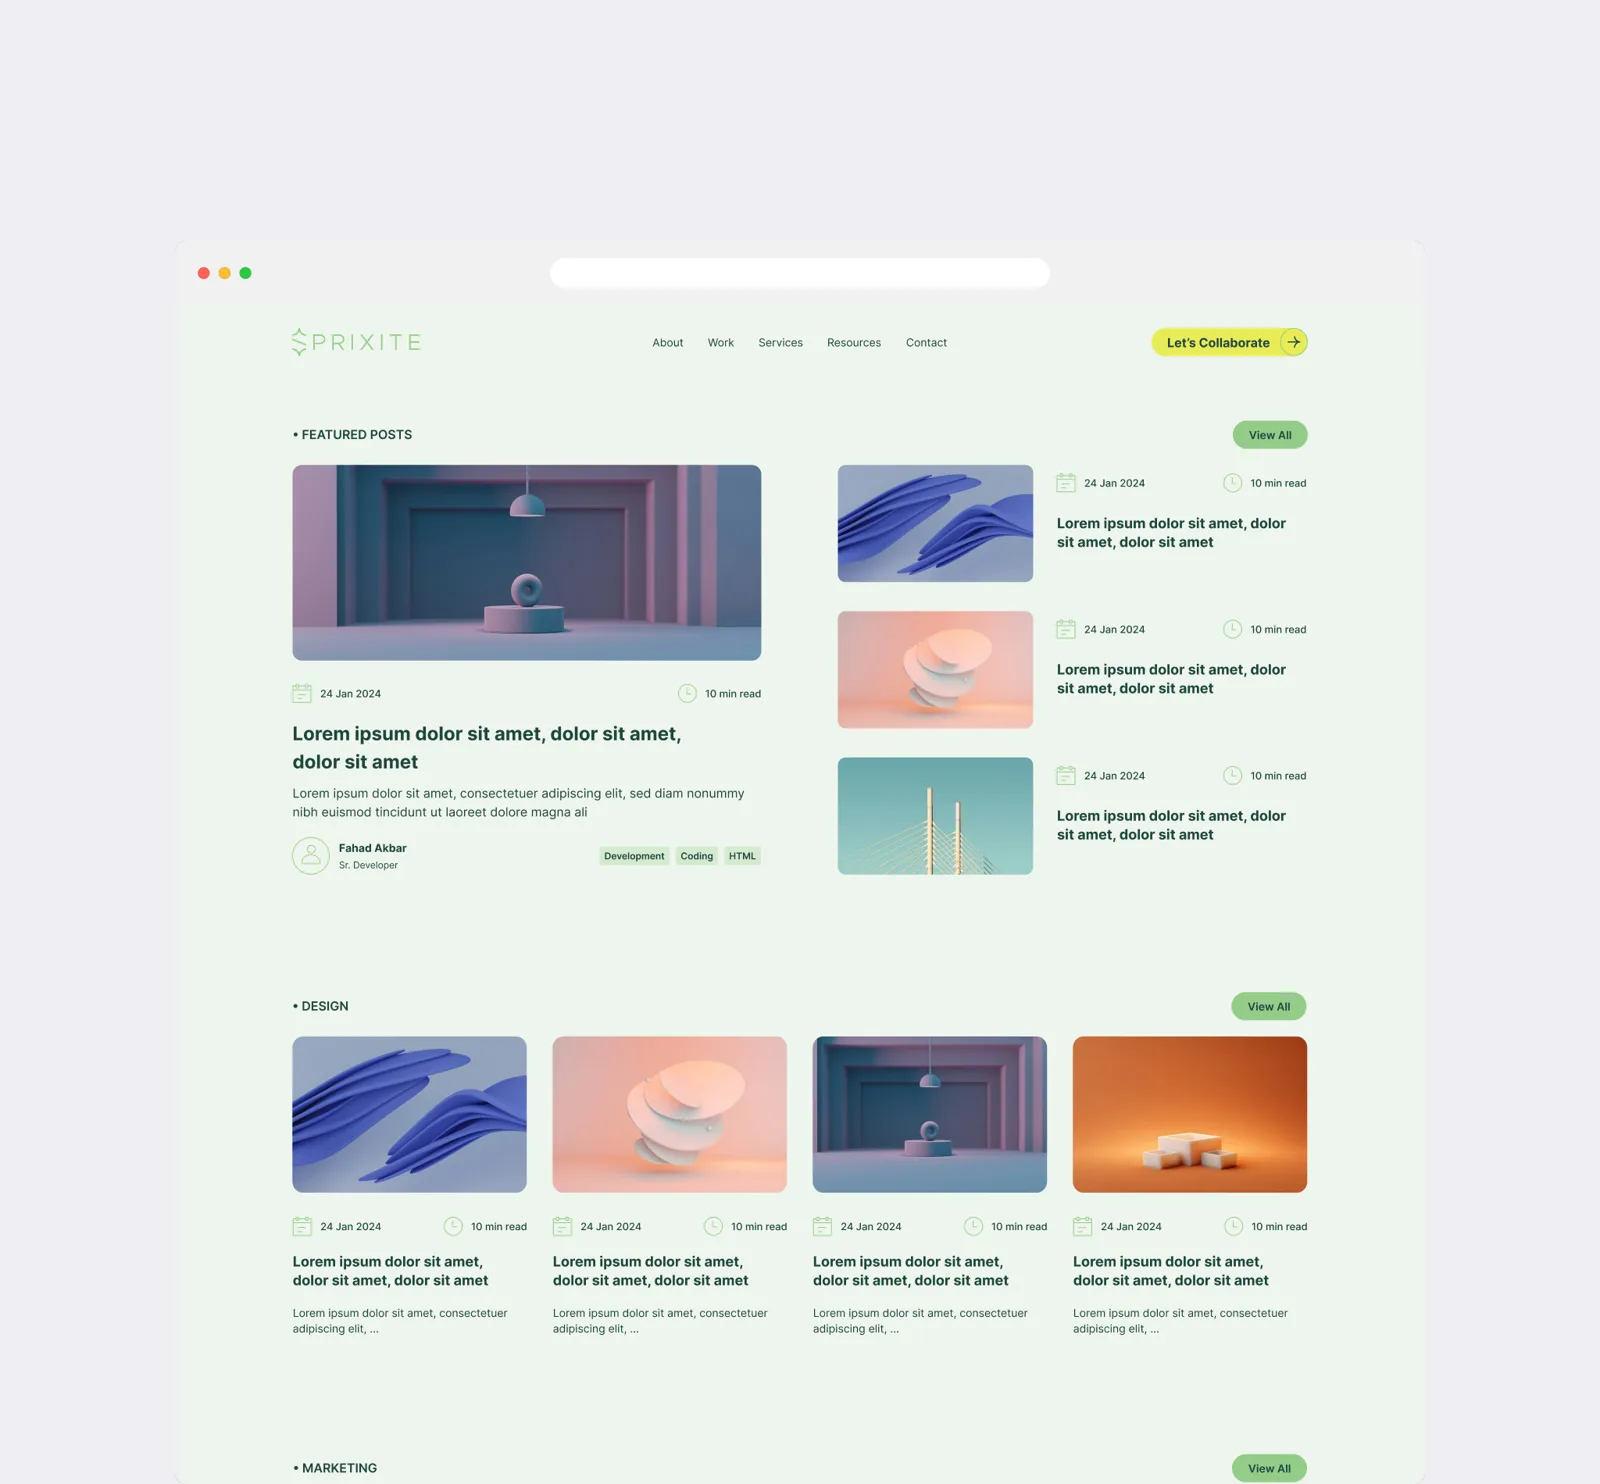 SPRIXITE
About Work Services Resources Contact
Let's Collaborate
• FEATURED POSTS
View All
24 Jan 2024 10 min read
Lorem ipsum dolor sit amet, dolor sit amet,
dolor sit amet
Lorem ipsum dolor sit amet, consectetuer adipiscing elit, sed diam nonummy
nibh euismod tincidunt ut laoreet dolore magna ali
Fahad Akbar
Sr. Developer
Development Coding HTML
24 Jan 2024 10 min read
Lorem ipsum dolor sit amet, dolor
sit amet, dolor sit amet
24 Jan 2024 10 min read
Lorem ipsum dolor sit amet, dolor
sit amet, dolor sit amet
24 Jan 2024 10 min read
Lorem ipsum dolor sit amet, dolor
sit amet, dolor sit amet
• DESIGN
View All
24 Jan 2024 10 min read
Lorem ipsum dolor sit amet,
dolor sit amet, dolor sit amet
Lorem ipsum dolor sit amet, consectetuer
adipiscing elit, ...
24 Jan 2024 10 min read
Lorem ipsum dolor sit amet,
dolor sit amet, dolor sit amet
Lorem ipsum dolor sit amet, consectetuer
adipiscing elit, ...
24 Jan 2024 10 min read
Lorem ipsum dolor sit amet,
dolor sit amet, dolor sit amet
Lorem ipsum dolor sit amet, consectetuer
adipiscing elit, ...
24 Jan 2024 10 min read
Lorem ipsum dolor sit amet,
dolor sit amet, dolor sit amet
Lorem ipsum dolor sit amet, consectetuer
adipiscing elit, ...
• MARKETING
View All